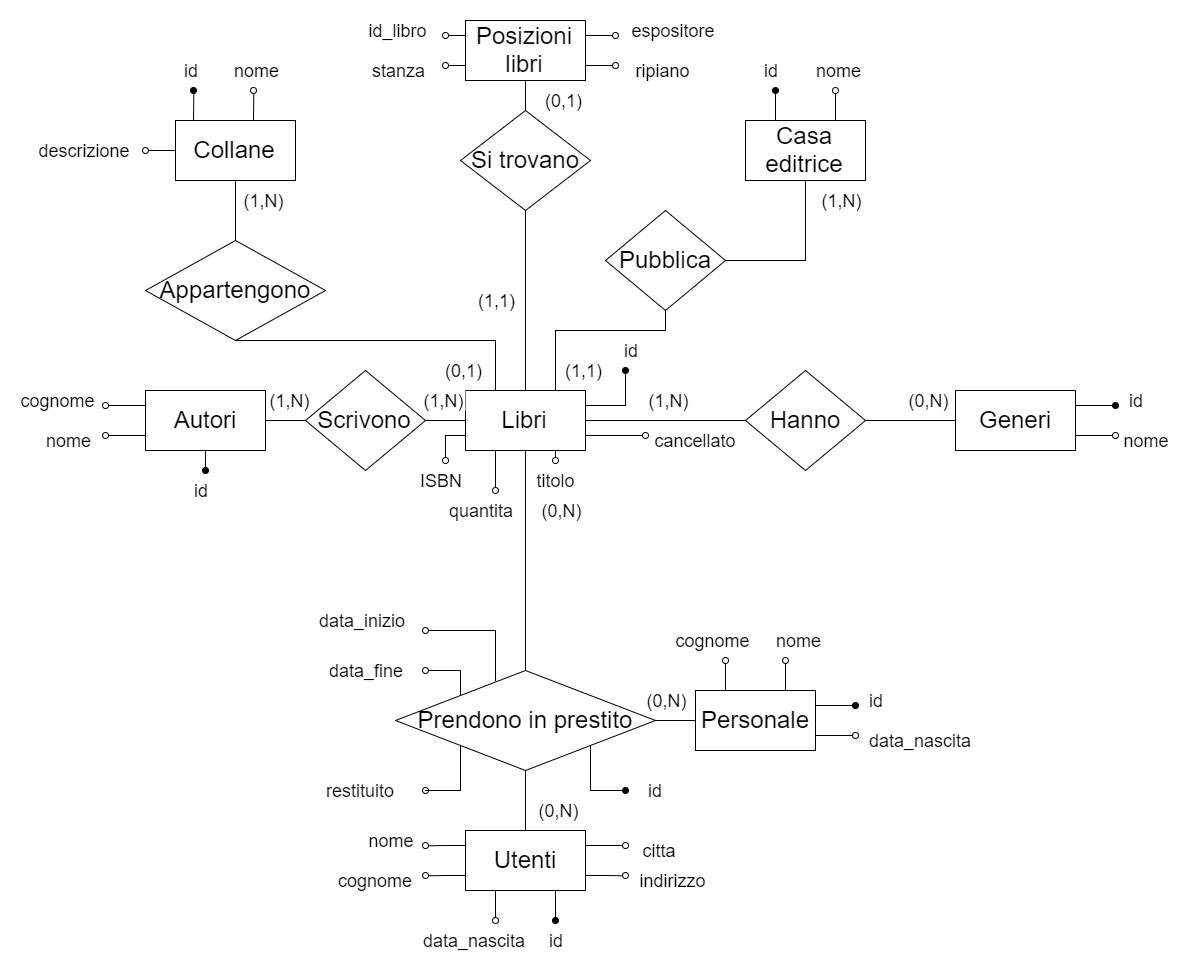 id_libro
Posizioni
libri
espositore
stanza
ripiano
(0,1)
id
nome
id
nome
descrizione
Collane
Si trovano
Casa
editrice
(1,N)
(1,N)
Appartengono
Pubblica
(1,1)
id
(0,1)
(1,1)
cognome
nome
Autori
id
(1,N)
Scrivono
(1,N)
Libri
(1,N)
cancellato
Hanno
(0,N)
Generi
id
nome
ISBN
titolo
quantita
(0,N)
data_inizio
data_fine
cognome
nome
Prendono in prestito
(0,N)
Personale
id
data_nascita
restituito
id
(0,N)
nome
cognome
Utenti
citta
indirizzo
data_nascita
id